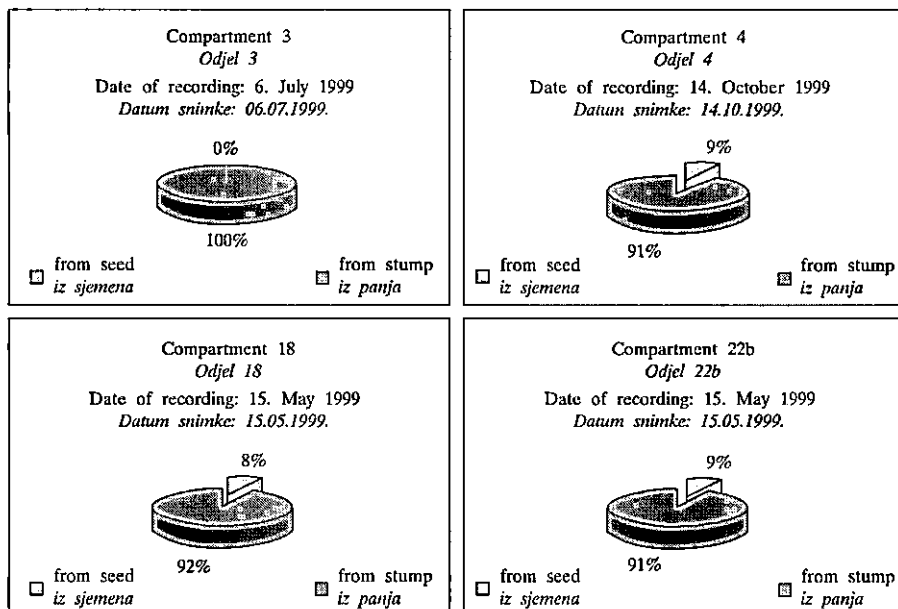 Compartment 3
Odjel 3
Date of recording: 6. July 1999
Datum snimke: 06.07.1999.
0%
100%
from seed
iz sjemena
from stump
iz panja
Compartment 4
Odjel 4
Date of recording: 14. October 1999
Datum snimke: 14.10.1999.
9%
91%
from seed
iz sjemena
from stump
iz panja
Compartment 18
Odjel 18
Date of recording: 15. May 1999
Datum snimke: 15.05.1999.
8%
92%
from seed
iz sjemena
from stump
iz panja
Compartment 22b
Odjel 22b
Date of recording: 15. May 1999
Datum snimke: 15.05.1999.
9%
91%
from seed
iz sjemena
from stump
iz panja